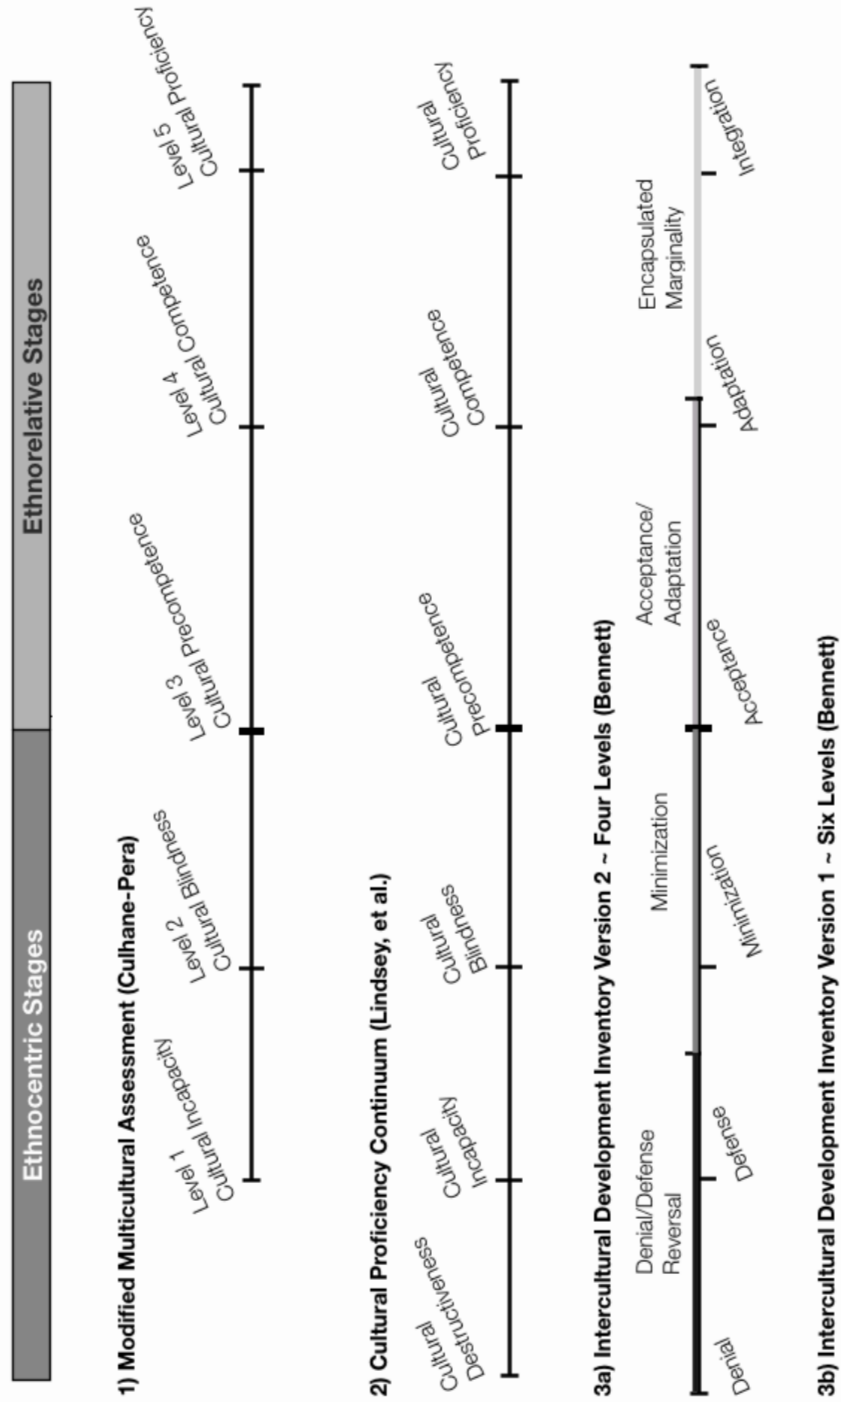 Ethnocentric Stages
Ethnorelative Stages
1) Modified Multicultural Assessment (Culhane-Pera)
Level 1
Cultural Incapacity
Level 2
Cultural Blindness
Level 3
Cultural Precompetence
Level 4
Cultural Competence
Level 5
Cultural Proficiency
2) Cultural Proficiency Continuum (Lindsey, et al.)
Cultural
Destructiveness
Cultural
Incapacity
Cultural
Blindness
Cultural
Precompetence
Cultural
Competence
Cultural
Proficiency
3a) Intercultural Development Inventory Version 2 ~ Four Levels (Bennett)
Denial/Defense
Reversal
Minimization
Acceptance/
Adaptation
Encapsulated
Marginality
Denial
Defense
Minimization
Acceptance
Adaptation
Integration
3b) Intercultural Development Inventory Version 1 ~ Six Levels (Bennett)